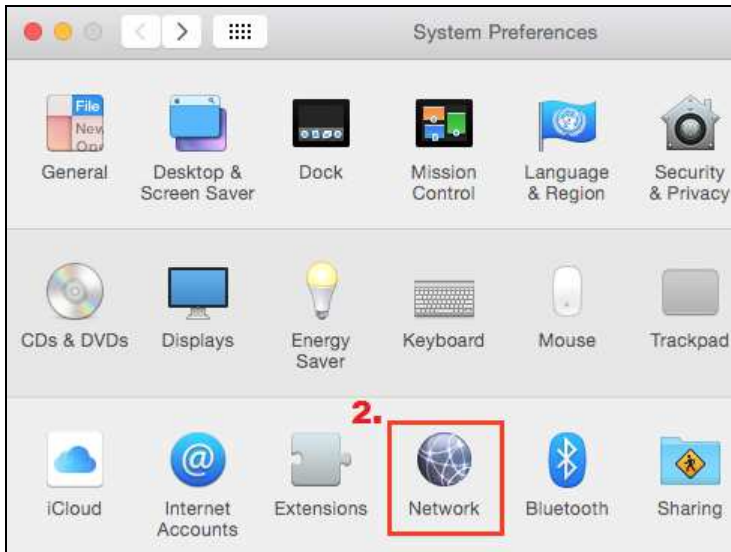 System Preferences
File
New
Ope
General
Desktop &
Screen Saver
Dock
Mission
Control
Language
& Region
Security
& Privacy
CDs & DVDs
Displays
Energy
Saver
Keyboard
Mouse
Trackpad
2.
iCloud
@
Internet
Accounts
Extensions
Network
Bluetooth
Sharing